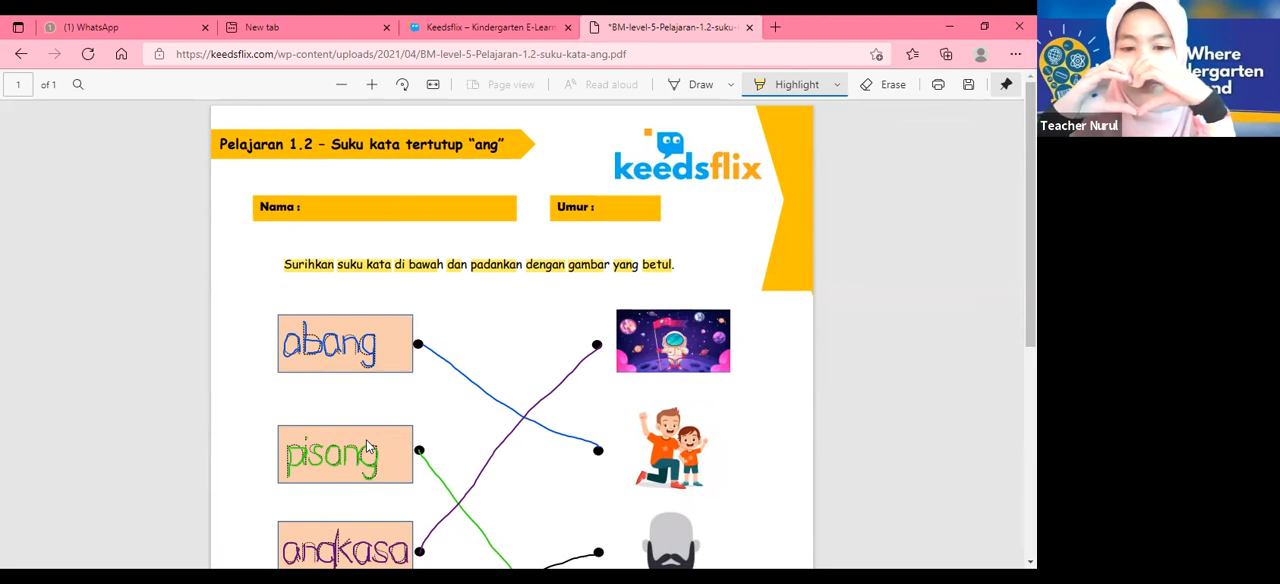 (1) WhatsApp
New tab
Keedsflix – Kindergarten E-Learn
*BM-level-5-Pelajaran-1.2-suku-
https://keedsflix.com/wp-content/uploads/2021/04/BM-level-5-Pelajaran-1.2-suku-kata-ang.pdf
1 of 1
Page view
Read aloud
Draw
Highlight
Erase
Where
dergarten
Teacher Nurul
Pelajaran 1.2 – Suku kata tertutup “ang”
keedsflix
Nama :
Umur :
Surihkan suku kata di bawah dan padankan dengan gambar yang betul.
abang
pisang
angkasa